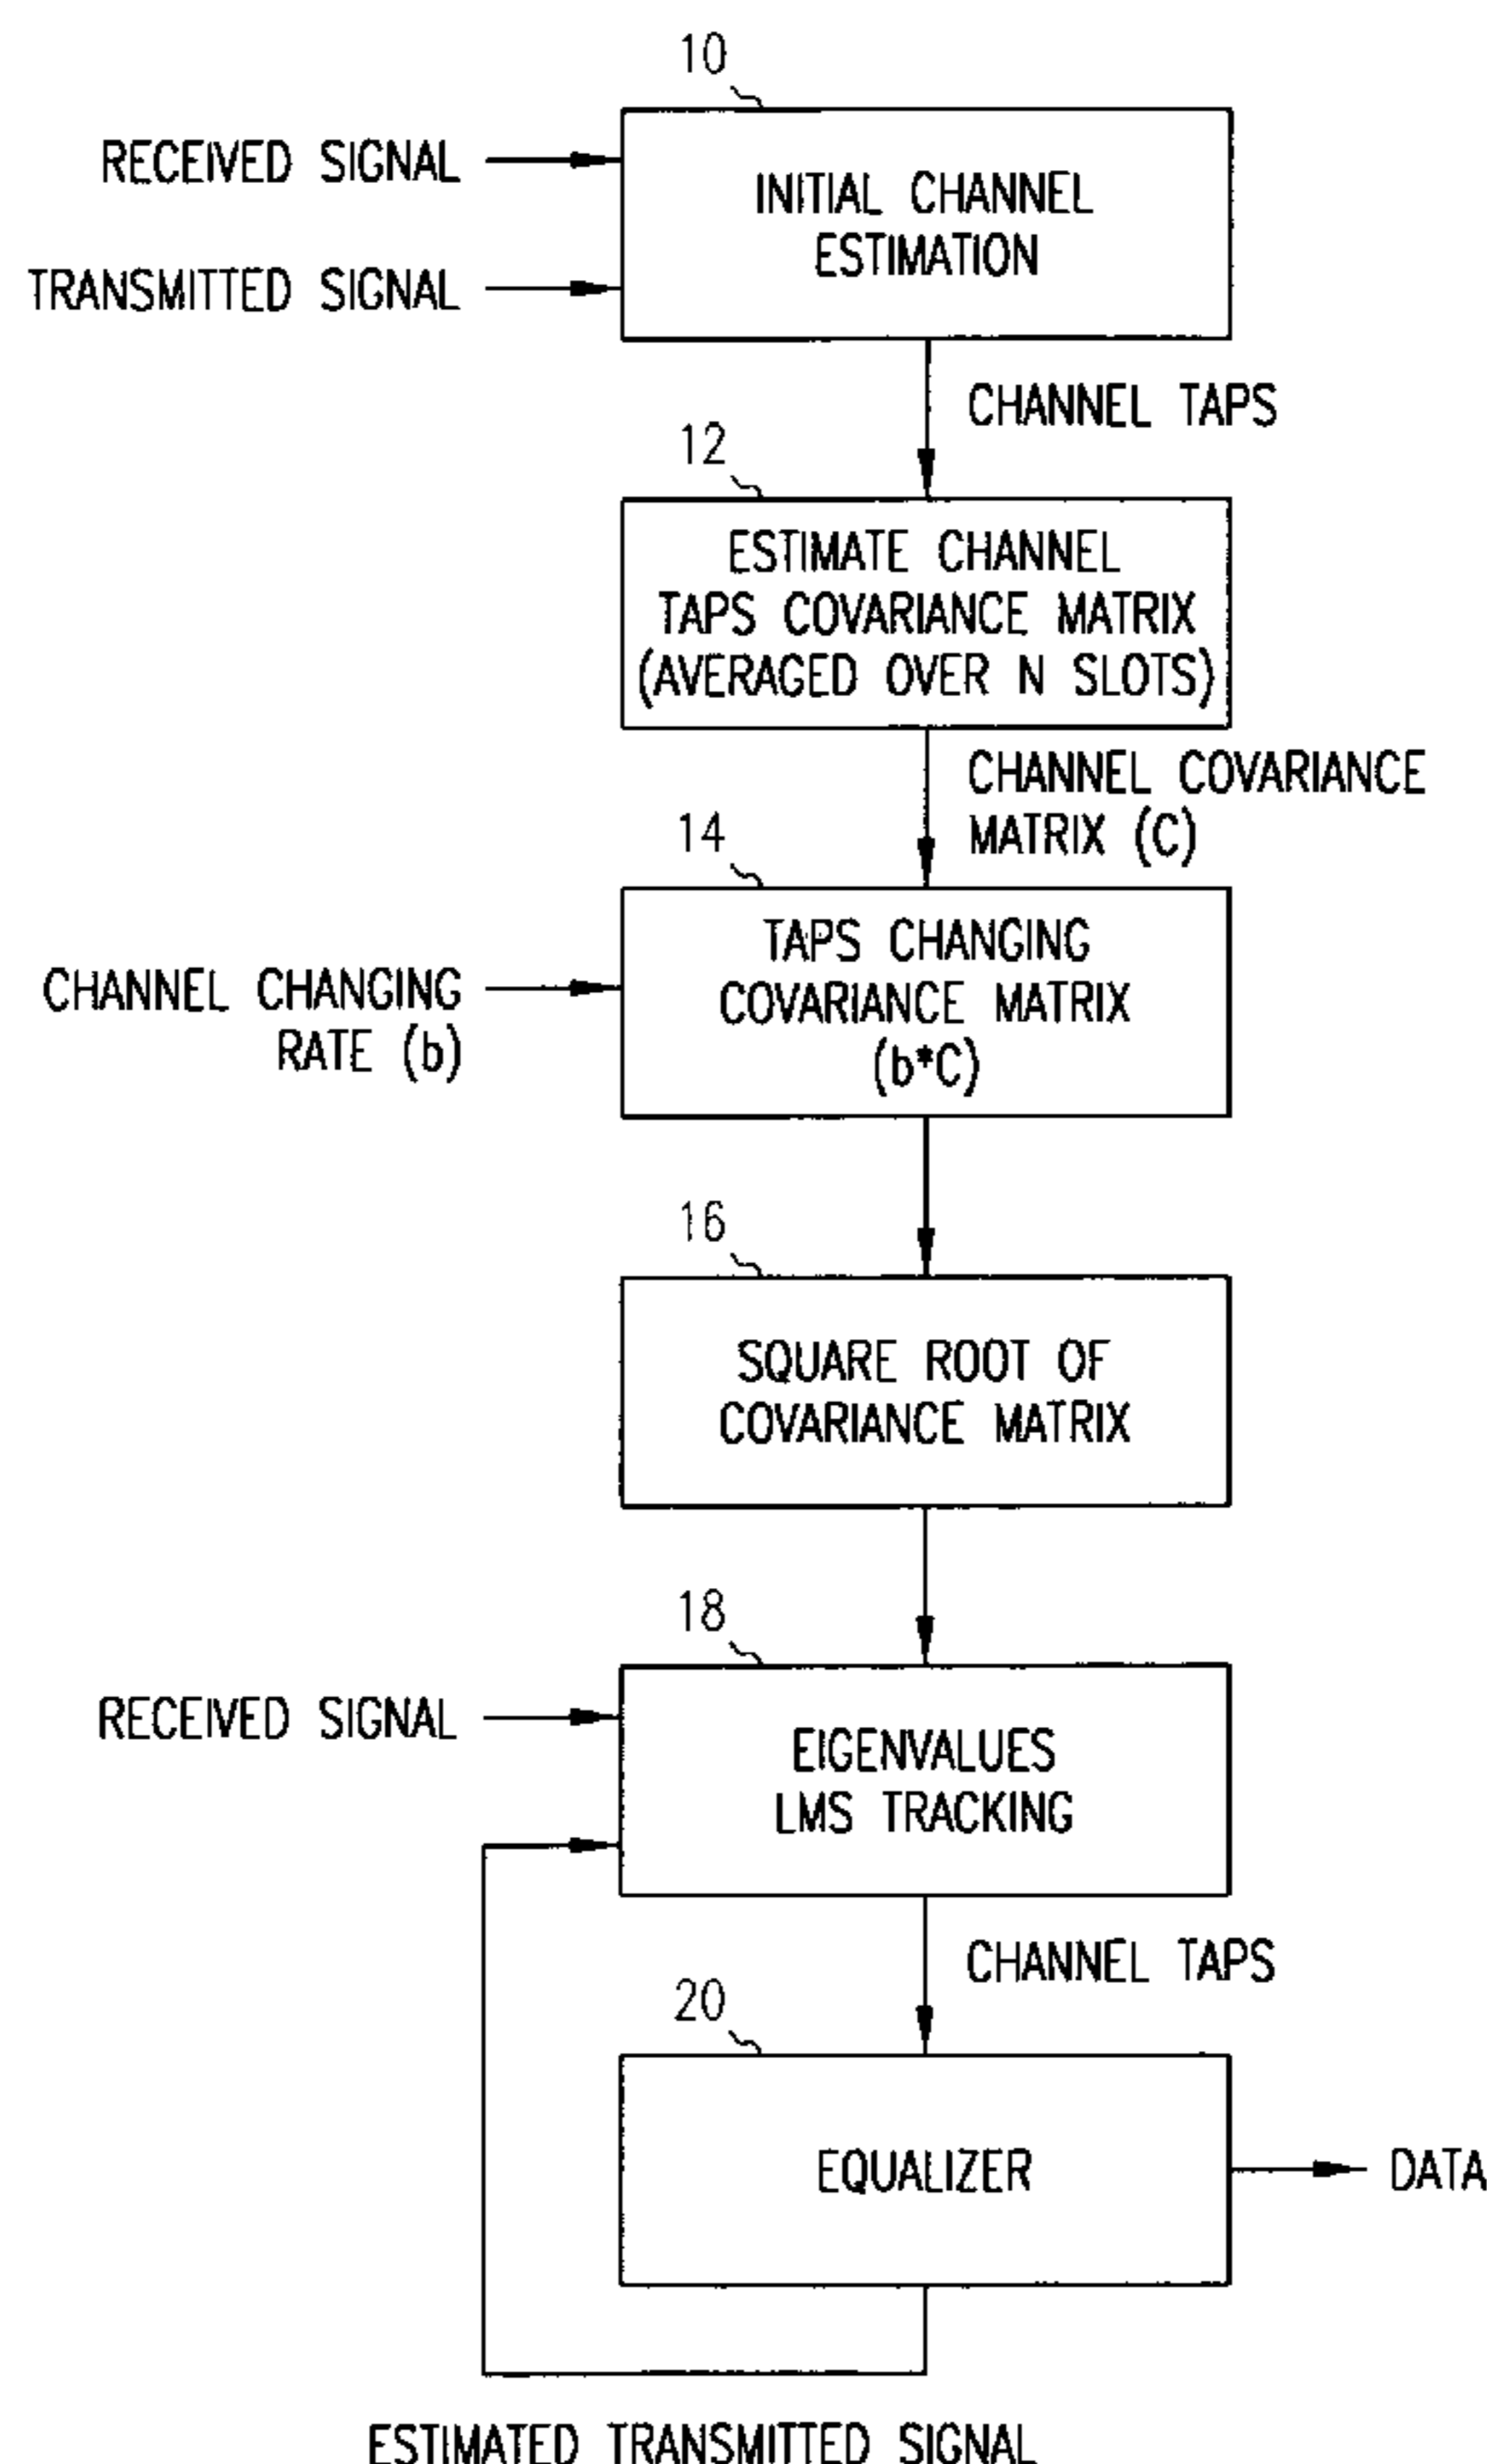 10
RECEIVED SIGNAL
INITIAL CHANNEL
ESTIMATION
TRANSMITTED SIGNAL
CHANNEL TAPS
12
ESTIMATE CHANNEL
TAPS COVARIANCE MATRIX
(AVERAGED OVER N SLOTS)
CHANNEL COVARIANCE
MATRIX (C)
14
CHANNEL CHANGING
RATE (b)
TAPS CHANGING
COVARIANCE MATRIX
(b*C)
16
SQUARE ROOT OF
COVARIANCE MATRIX
18
RECEIVED SIGNAL
EIGENVALUES
LMS TRACKING
CHANNEL TAPS
20
EQUALIZER
DATA
ESTIMATED TRANSMITTED SIGNAL